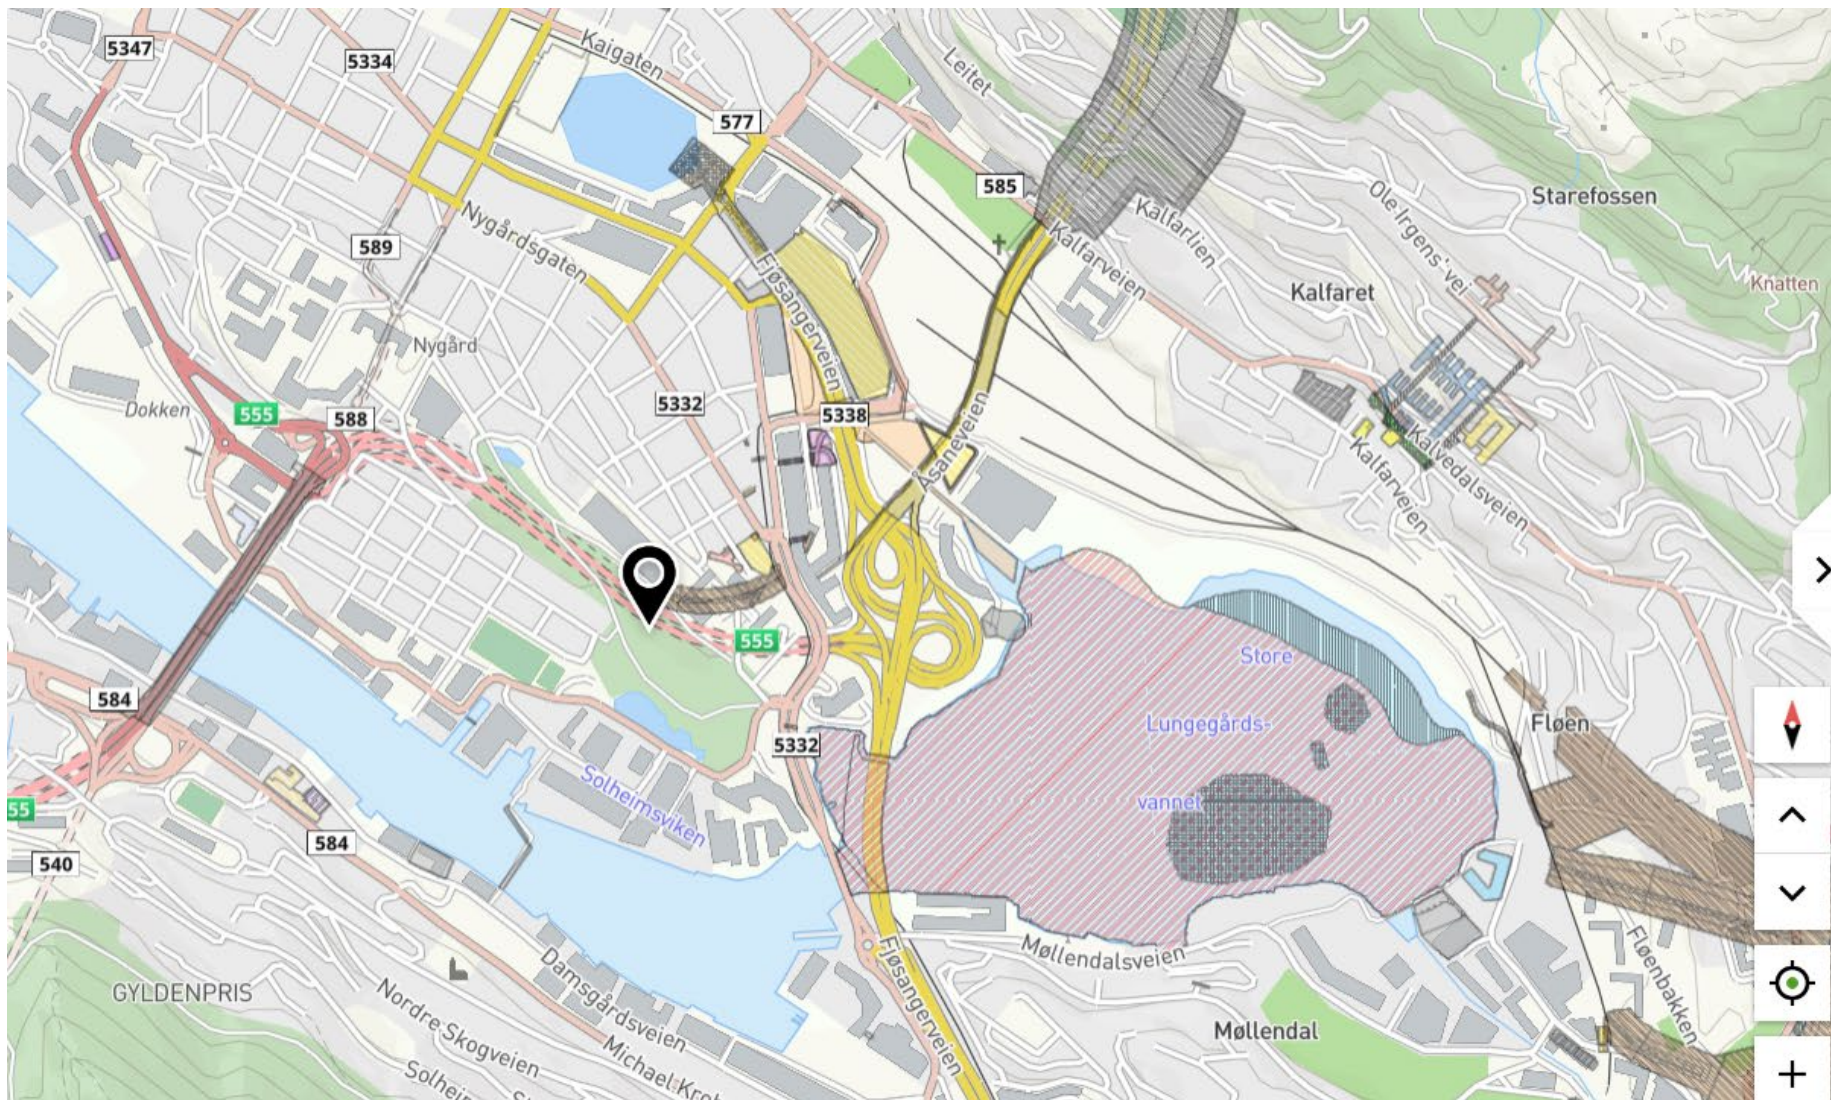 5347
5334
Kaigaten
Leitet
577
585
Ole Irgens' vei
Starefossen
Kalfarlien
Nygårdsgaten
589
Kalfarveien
Fjøsangerveien
Kalfaret
Knatten
Nygård
Dokken
555
588
5332
5338
Åsaneveien
Kalvedalsveien
Kalfarveien
555
Store
584
Lungegårds-
Fløen
5332
vannet
Solheimsviken
55
584
540
Fjøsangerveien
Møllendalsveien
Fløenbakken
GYLDENPRIS
Damsgårdsveien
Nordre Skogveien
Møllendal
Michael Kroh
Solheim